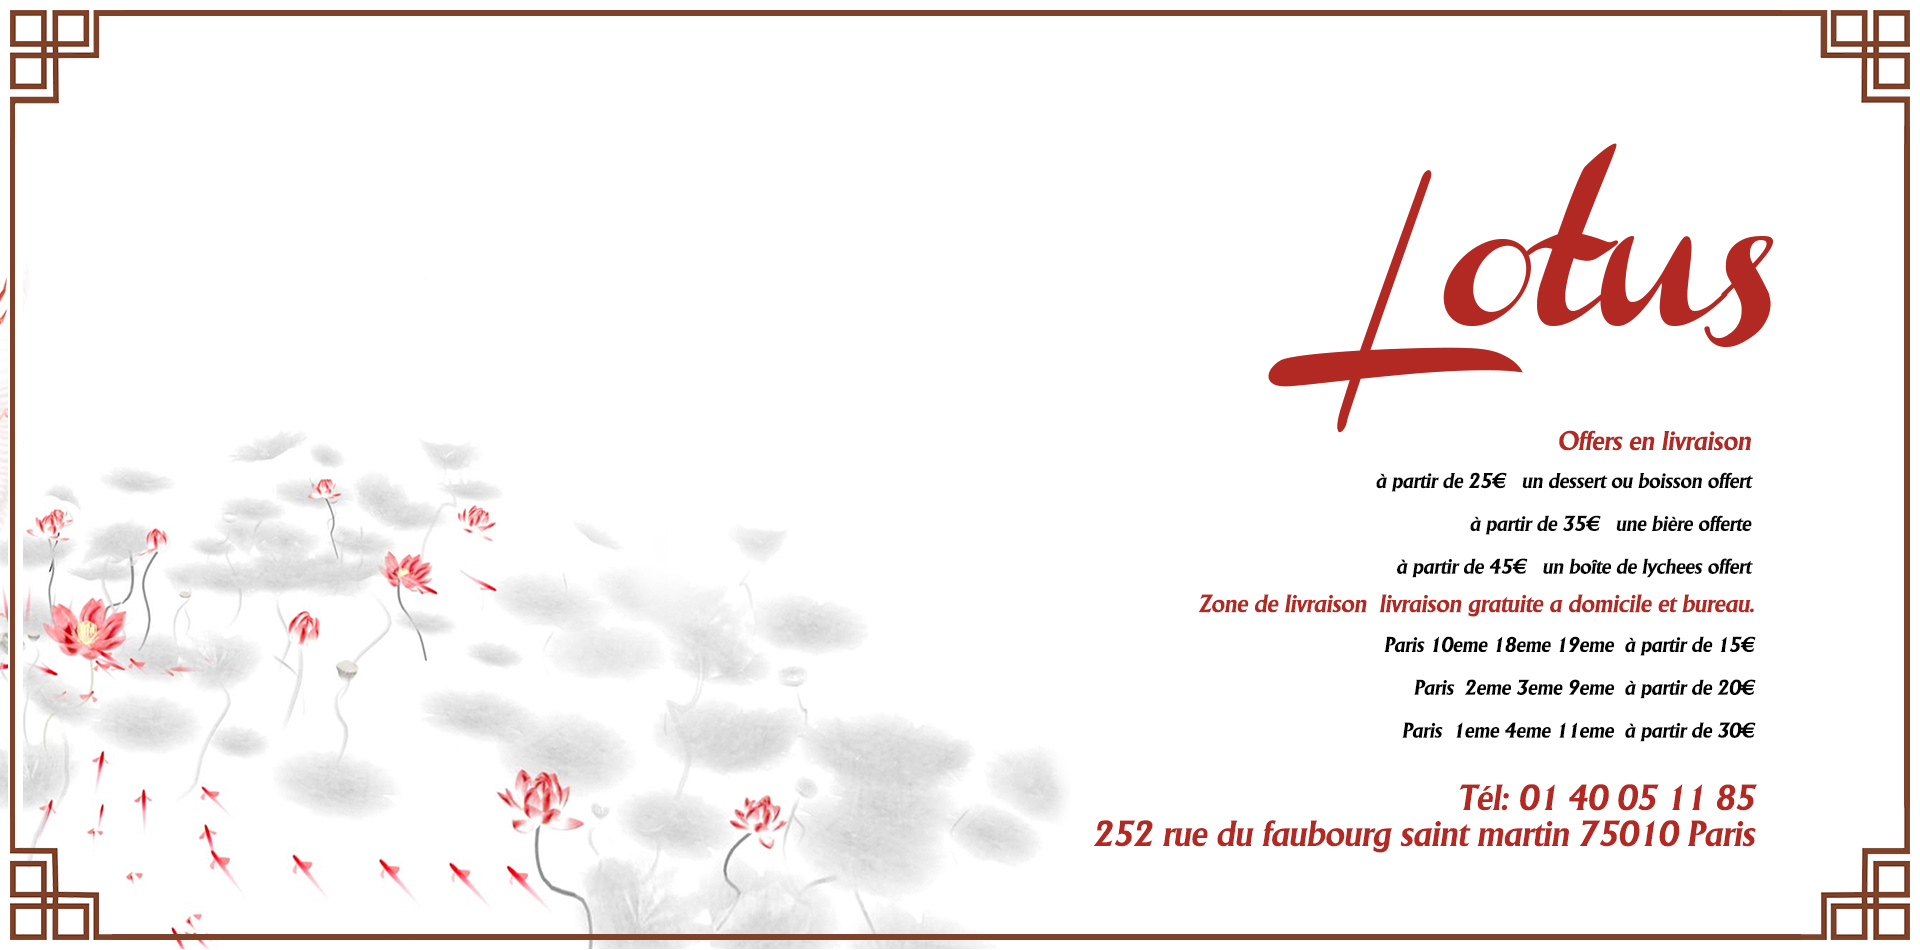 Lotus
Offers en livraison
à partir de 25€ un dessert ou boisson offert
à partir de 35€ une bière offerte
à partir de 45€ un boîte de lychees offert
Zone de livraison livraison gratuite a domicile et bureau.
Paris 10eme 18eme 19eme à partir de 15€
Paris 2eme 3eme 9eme à partir de 20€
Paris 1eme 4eme 11eme à partir de 30€
Tél: 01 40 05 11 85
252 rue du faubourg saint martin 75010 Paris